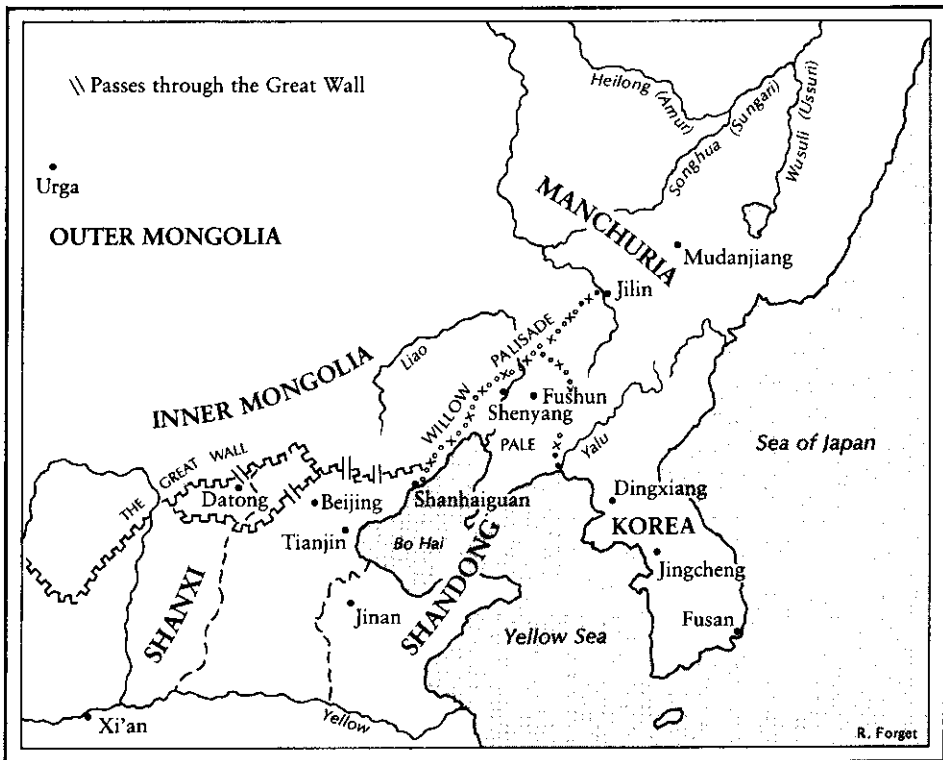 \\ Passes through the Great Wall
Heilong (Amur)
Songhua (Sungari)
Wusuli (Ussuri)
Urga
OUTER MONGOLIA
MANCHURIA
Mudanjiang
Jilin
INNER MONGOLIA
Liao
WILLOW PALISADE
Fushun
Shenyang
PALE
Yalu
Sea of Japan
THE GREAT WALL
Datong
Beijing
Shanhaiguan
Dingxiang
Tianjin
Bo Hai
KOREA
Jingcheng
SHANXI
SHANDONG
Jinan
Fusan
Yellow Sea
Xi'an
Yellow
R. Forget